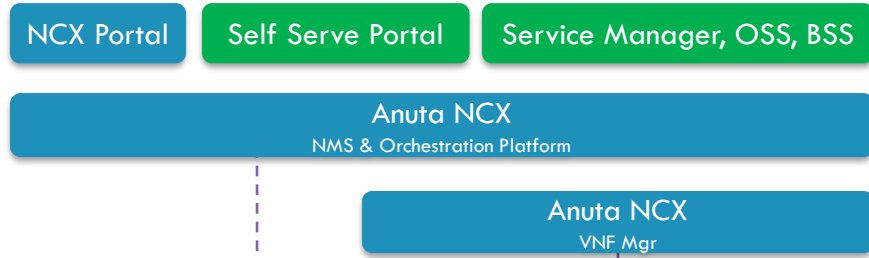 NCX Portal
Self Serve Portal
Service Manager, OSS, BSS
Anuta NCX
NMS & Orchestration Platform
Anuta NCX
VNF Mgr